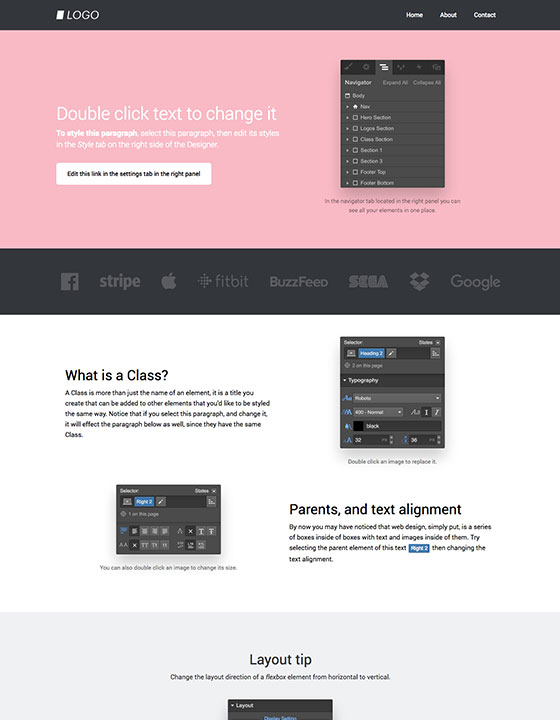 LOGO
Home About Contact
Double click text to change it
To style this paragraph, select this paragraph, then edit its styles
in the Style tab on the right side of the Designer.
Edit this link in the settings tab in the right panel
Navigator Expand All Collapse All
Body
Nav
Hero Section
Logos Section
Class Section
Section 1
Section 3
Footer Top
Footer Bottom
In the navigator tab located in the right panel you can
see all your elements in one place.
stripe fitbit BuzzFeed SEGA Google
What is a Class?
A Class is more than just the name of an element, it is a title you
create that can be added to other elements that you'd like to be styled
the same way. Notice that if you select this paragraph, and change it,
it will effect the paragraph below as well, since they have the same
Class.
Selector: States
Heading 2
2 on this page
Typography
Roboto
400 - Normal
black
32 PX 36 PX
Double click an image to replace it.
Selector: States
Right 2
1 on this page
You can also double click an image to change its size.
Parents, and text alignment
By now you may have noticed that web design, simply put, is a series
of boxes inside of boxes with text and images inside of them. Try
selecting the parent element of this text Right 2 then changing the
text alignment.
Layout tip
Change the layout direction of a flexbox element from horizontal to vertical.
Layout
Display Setting